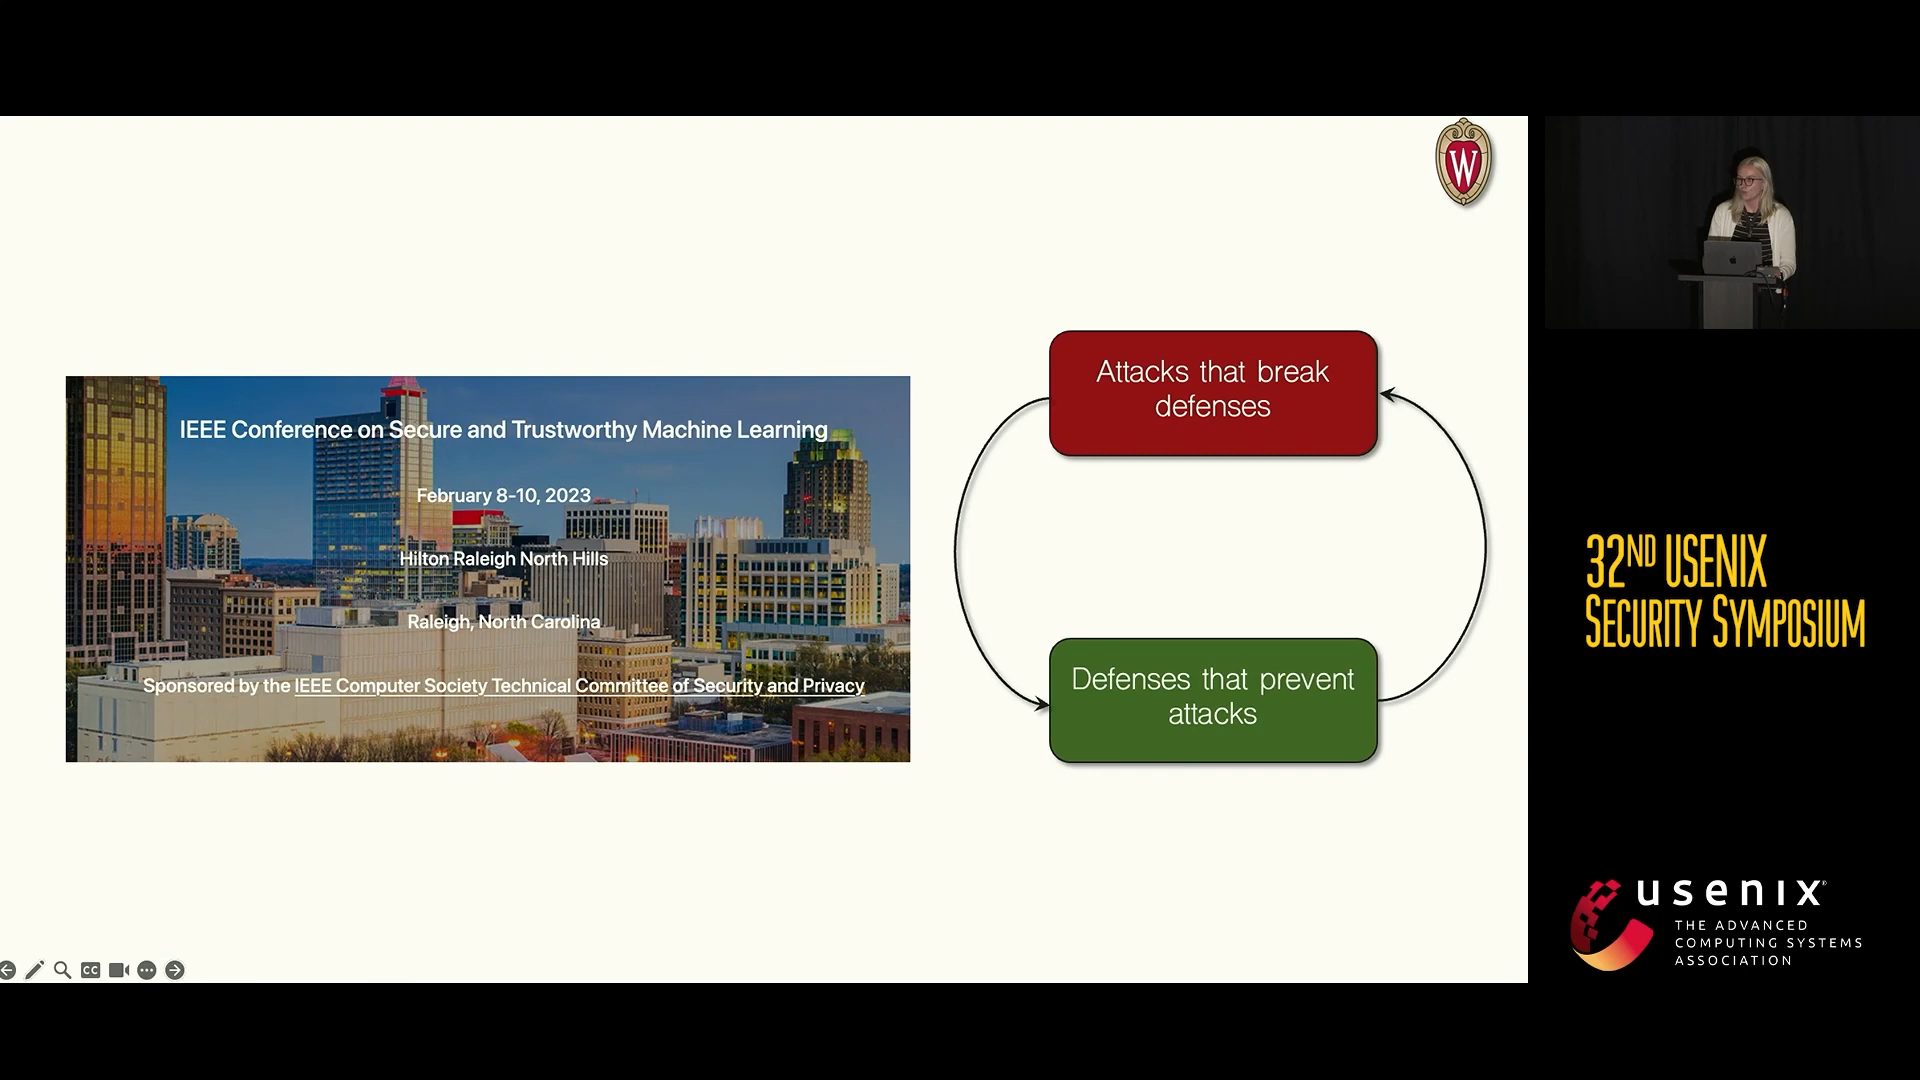 W
IEEE Conference on Secure and Trustworthy Machine Learning
February 8-10, 2023
Hilton Raleigh North Hills
Raleigh, North Carolina
Sponsored by the IEEE Computer Society Technical Committee of Security and Privacy
Attacks that break
defenses
Defenses that prevent
attacks
CC
32ND USENIX
SECURITY SYMPOSIUM
usenix®
THE ADVANCED
COMPUTING SYSTEMS
ASSOCIATION